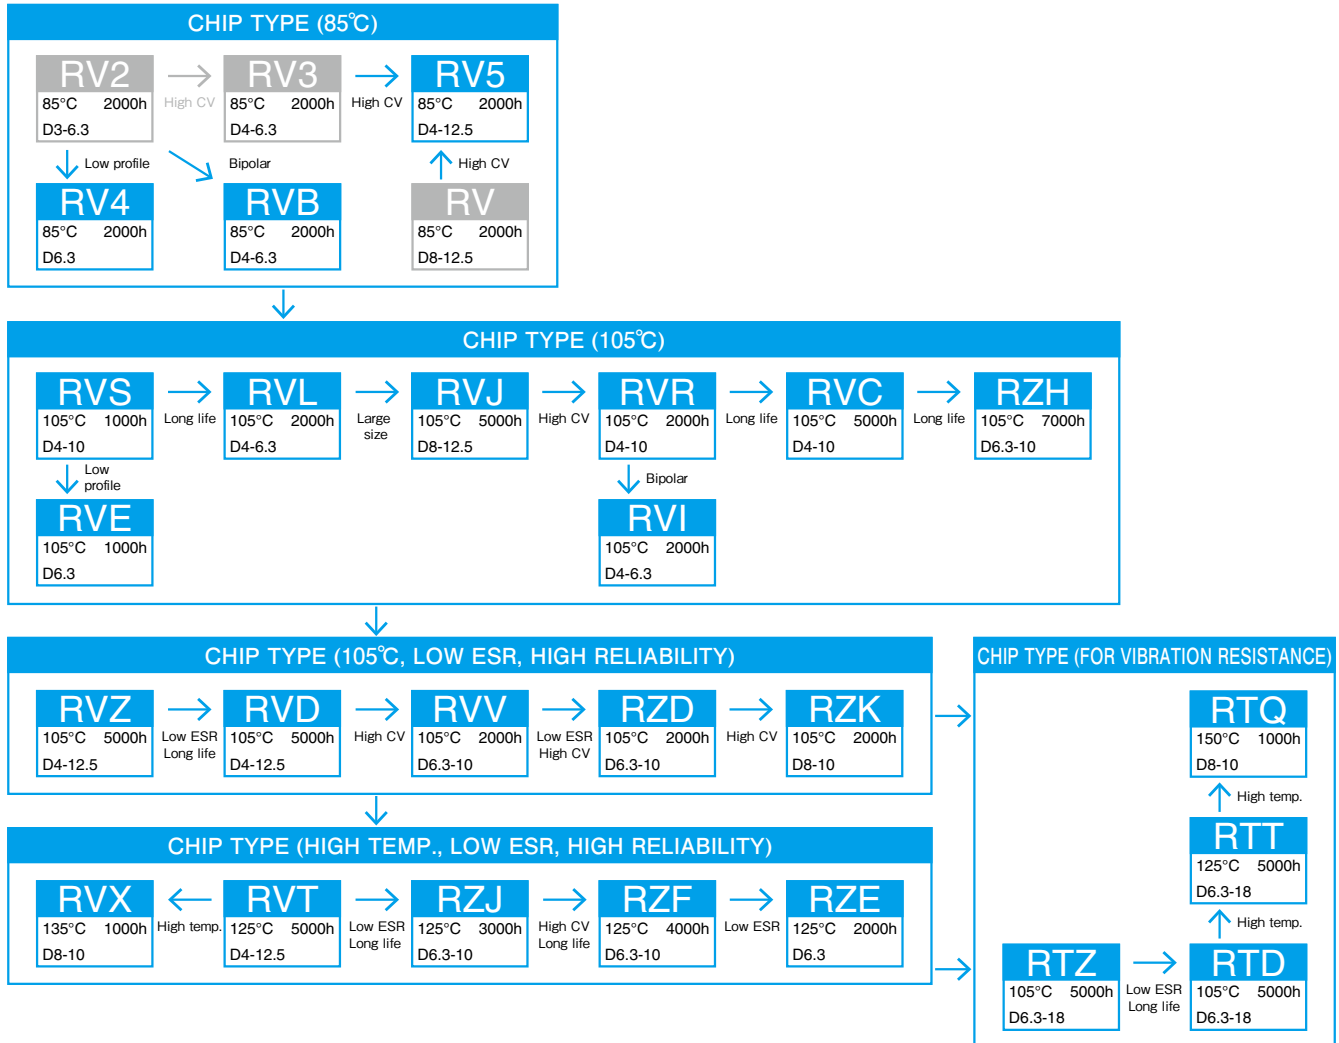 CHIP TYPE (85℃)
RV2
85°C 2000h
D3-6.3
High CV
RV3
85°C 2000h
D4-6.3
High CV
RV5
85°C 2000h
D4-12.5
Low profile
Bipolar
High CV
RV4
85°C 2000h
D6.3
RVB
85°C 2000h
D4-6.3
RV
85°C 2000h
D8-12.5
CHIP TYPE (105℃)
RVS
105°C 1000h
D4-10
Long life
RVL
105°C 2000h
D4-6.3
Large
size
RVJ
105°C 5000h
D8-12.5
High CV
RVR
105°C 2000h
D4-10
Long life
RVC
105°C 5000h
D4-10
Long life
RZH
105°C 7000h
D6.3-10
Low
profile
Bipolar
RVE
105°C 1000h
D6.3
RVI
105°C 2000h
D4-6.3
CHIP TYPE (105℃, LOW ESR, HIGH RELIABILITY)
RVZ
105°C 5000h
D4-12.5
Low ESR
Long life
RVD
105°C 5000h
D4-12.5
High CV
RVV
105°C 2000h
D6.3-10
Low ESR
High CV
RZD
105°C 2000h
D6.3-10
High CV
RZK
105°C 2000h
D8-10
CHIP TYPE (HIGH TEMP., LOW ESR, HIGH RELIABILITY)
RVX
135°C 1000h
D8-10
High temp.
RVT
125°C 5000h
D4-12.5
Low ESR
Long life
RZJ
125°C 3000h
D6.3-10
High CV
Long life
RZF
125°C 4000h
D6.3-10
Low ESR
RZE
125°C 2000h
D6.3
CHIP TYPE (FOR VIBRATION RESISTANCE)
RTQ
150°C 1000h
D8-10
High temp.
RTT
125°C 5000h
D6.3-18
High temp.
RTZ
105°C 5000h
D6.3-18
Low ESR
Long life
RTD
105°C 5000h
D6.3-18